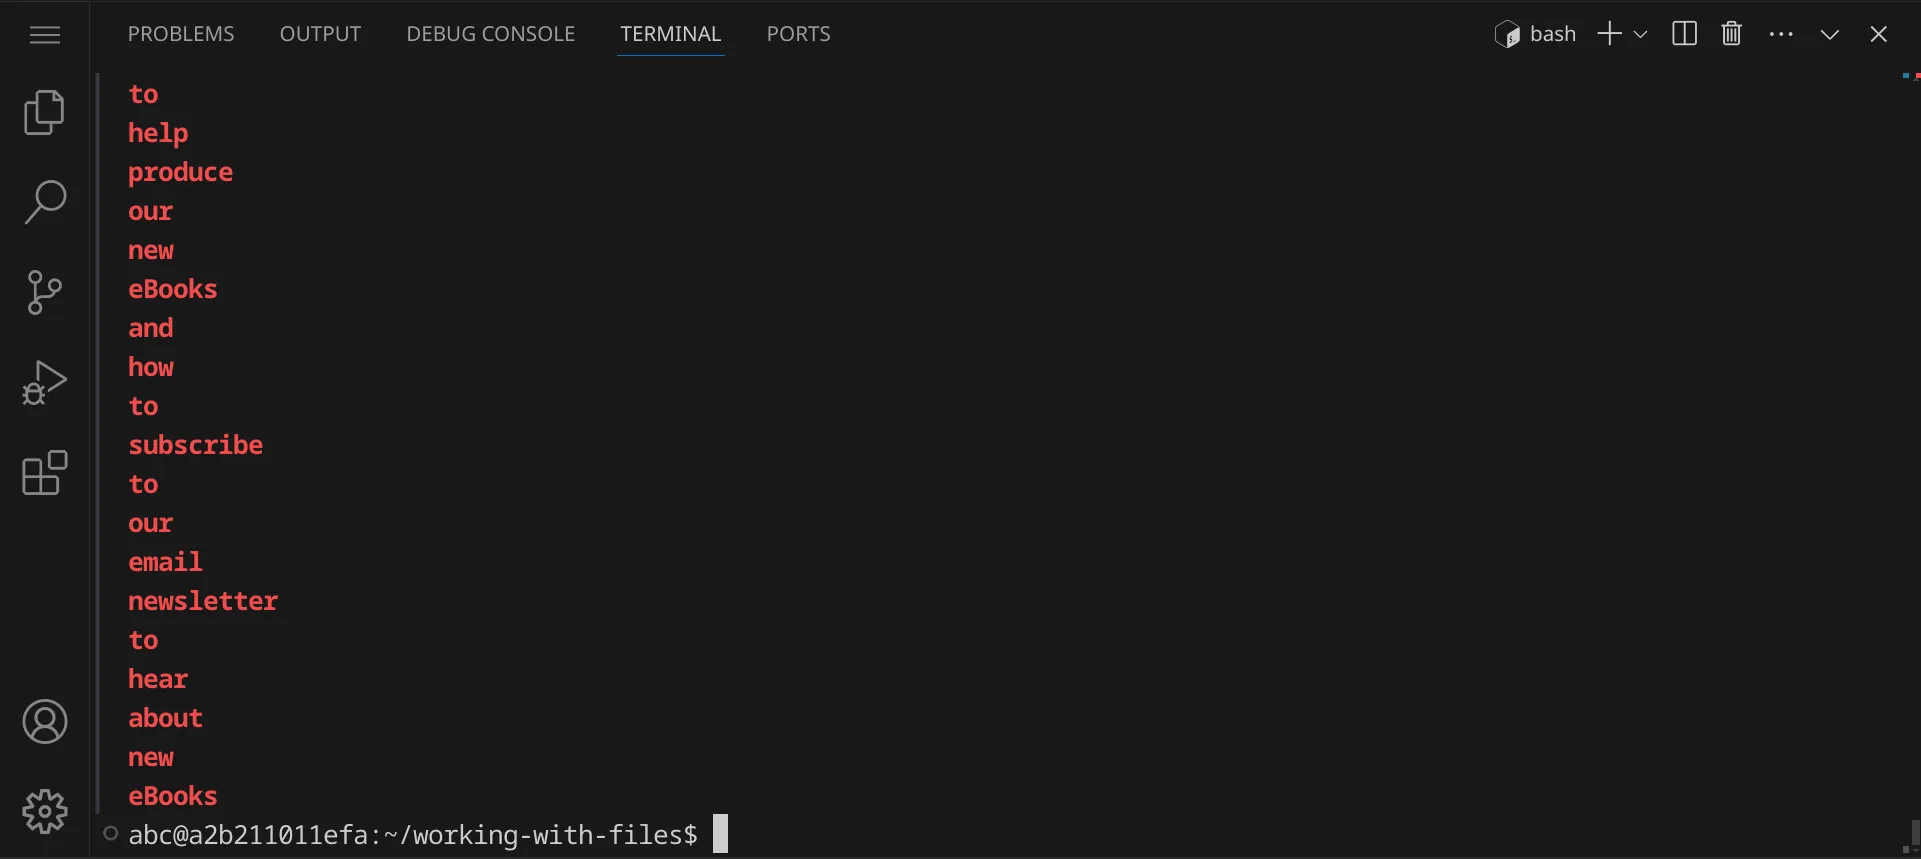 PROBLEMS OUTPUT DEBUG CONSOLE TERMINAL PORTS bash
to
help
produce
our
new
eBooks
and
how
to
subscribe
to
our
email
newsletter
to
hear
about
new
eBooks
abc@a2b211011efa:~/working-with-files$